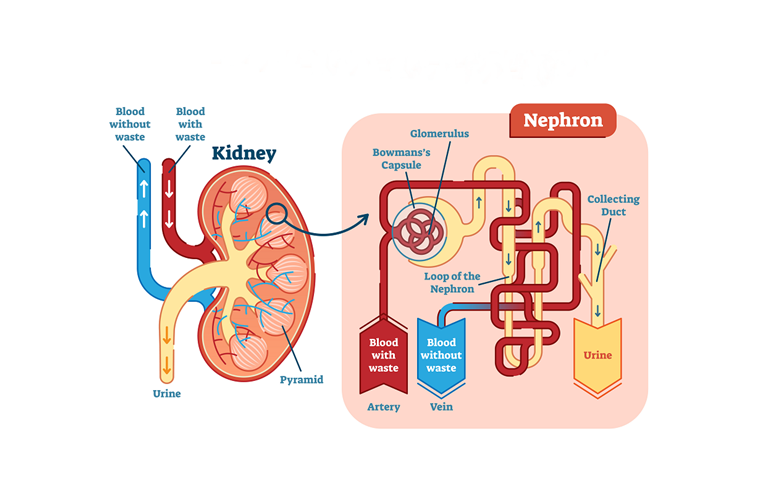 Blood
without
waste
Blood
with
waste
Kidney
Pyramid
Urine
Nephron
Glomerulus
Bowmans's
Capsule
Collecting
Duct
Loop of the
Nephron
Blood
with
waste
Blood
without
waste
Urine
Artery
Vein